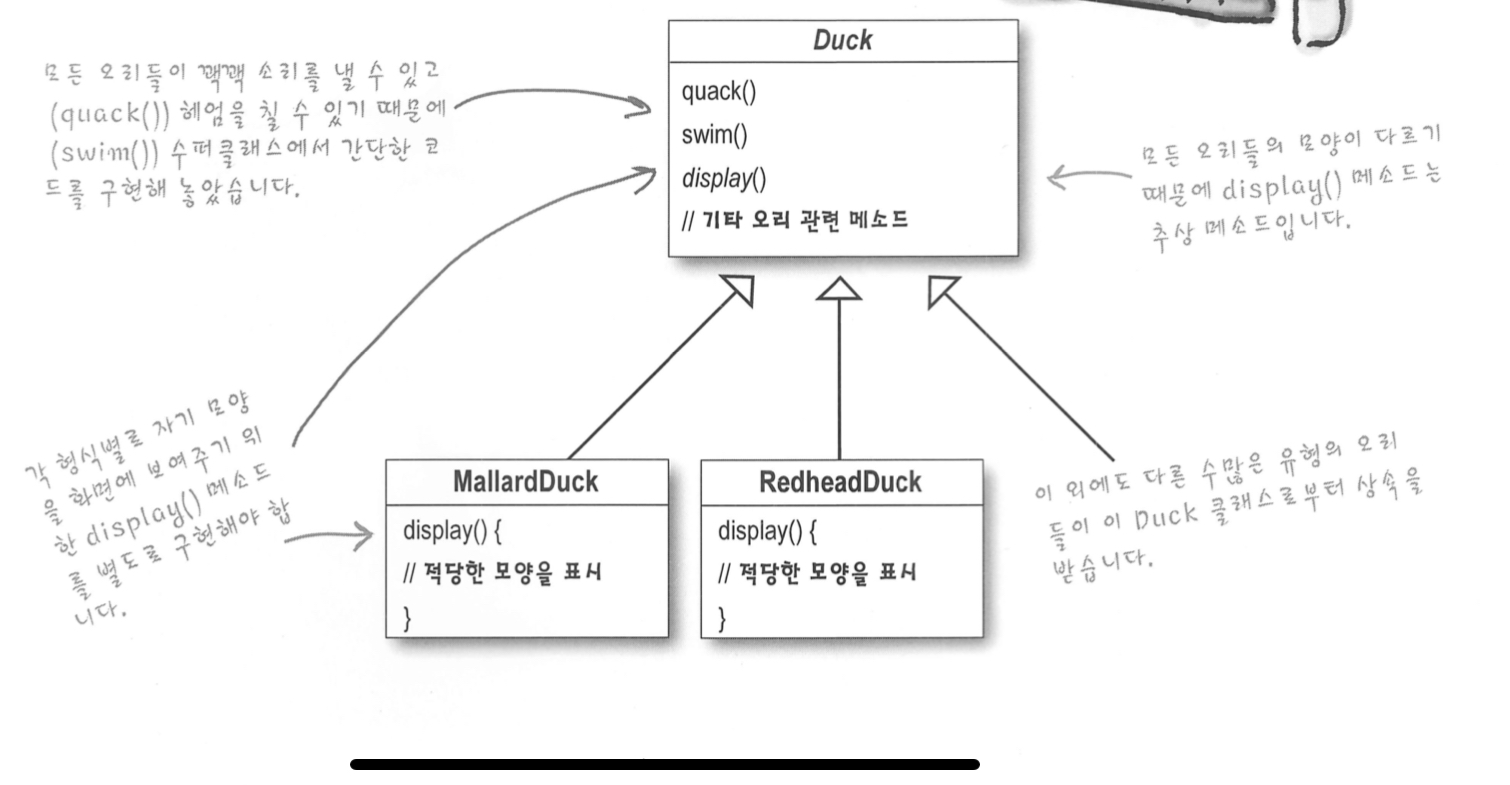 Duck
quack()
swim()
display()
// 기타 오리 관련 메소드
모든 오리들이 꽥꽥 소리를 낼 수 있고
(quack()) 헤엄을 칠 수 있기 때문에
(swim()) 수퍼클래스에서 간단한 코
드를 구현해 놓았습니다.
모든 오리들의 모양이 다르기
때문에 display() 메소드는
추상 메소드입니다.
각 형식별로 자기 모양
을 화면에 보여주기 위
한 display() 메소드
를 별도로 구현해야 합
니다.
MallardDuck
display() {
// 적당한 모양을 표시
}
RedheadDuck
display() {
// 적당한 모양을 표시
}
이 외에도 다른 수많은 유형의 오리
들이 이 Duck 클래스로부터 상속을
받습니다.